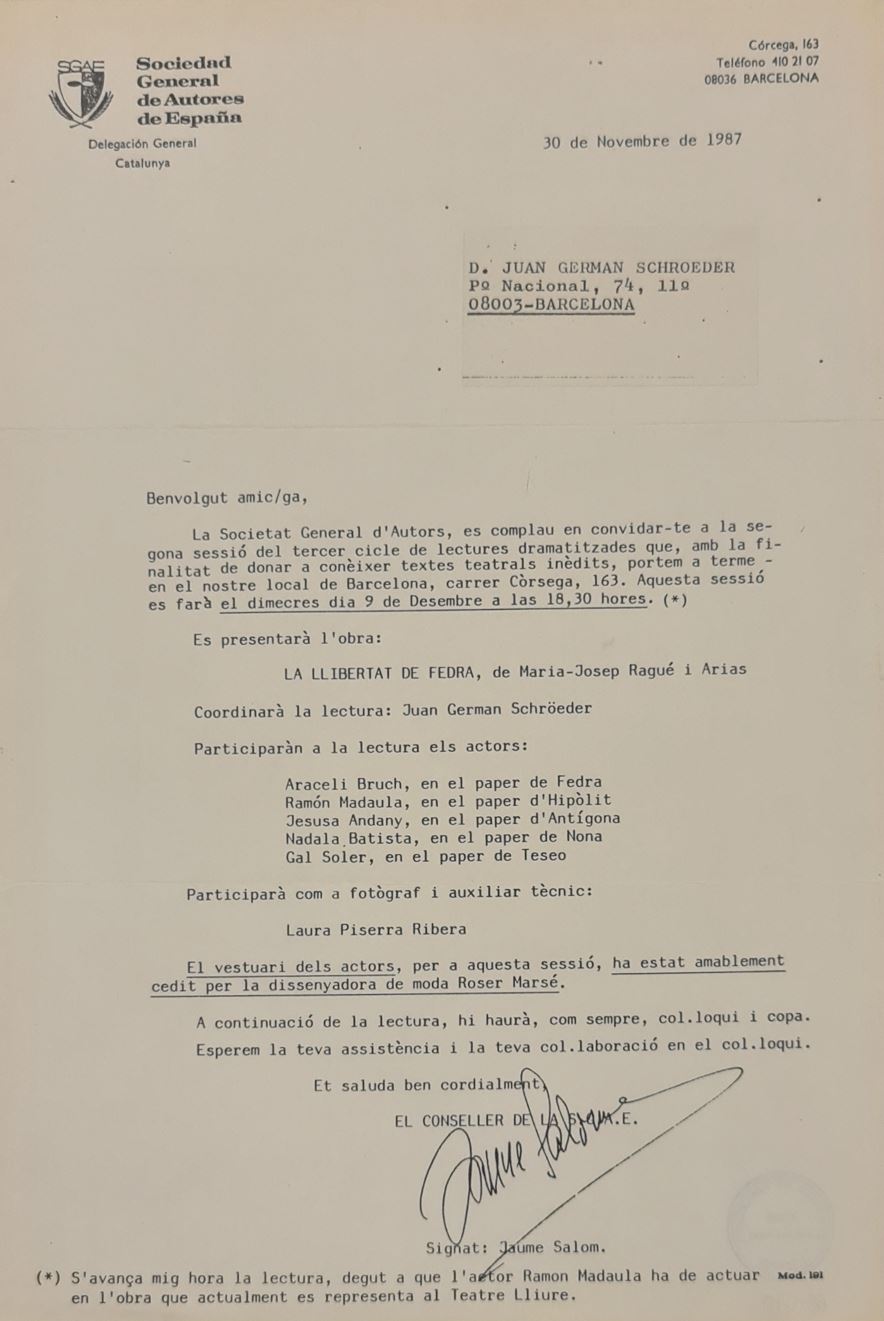 SGAE
Sociedad
General
de Autores
de España
Delegación General
Catalunya
Córcega, 163
Teléfono 410 21 07
08036 BARCELONA
30 de Novembre de 1987
D. JUAN GERMAN SCHROEDER
Pº Nacional, 74, 11º
08003-BARCELONA
Benvolgut amic/ga,
La Societat General d'Autors, es complau en convidar-te a la se-
gona sessió del tercer cicle de lectures dramatitzades que, amb la fi-
nalitat de donar a conèixer textes teatrals inèdits, portem a terme -
en el nostre local de Barcelona, carrer Còrsega, 163. Aquesta sessió
es farà el dimecres dia 9 de Desembre a las 18,30 hores. (*)
Es presentarà l'obra:
LA LLIBERTAT DE FEDRA, de Maria-Josep Ragué i Arias
Coordinarà la lectura: Juan German Schröeder
Participaràn a la lectura els actors:
Araceli Bruch, en el paper de Fedra
Ramón Madaula, en el paper d'Hipòlit
Jesusa Andany, en el paper d'Antígona
Nadala Batista, en el paper de Nona
Gal Soler, en el paper de Teseo
Participarà com a fotògraf i auxiliar tècnic:
Laura Piserra Ribera
El vestuari dels actors, per a aquesta sessió, ha estat amablement
cedit per la dissenyadora de moda Roser Marsé.
A continuació de la lectura, hi haurà, com sempre, col.loqui i copa.
Esperem la teva assistència i la teva col.laboració en el col.loqui.
Et saluda ben cordialment,
EL CONSELLER DE LA S.G.A.E.
Jaume Salom
Signat: Jaume Salom.
(*) S'avança mig hora la lectura, degut a que l'actor Ramon Madaula ha de actuar
en l'obra que actualment es representa al Teatre Lliure.
Mod. 191